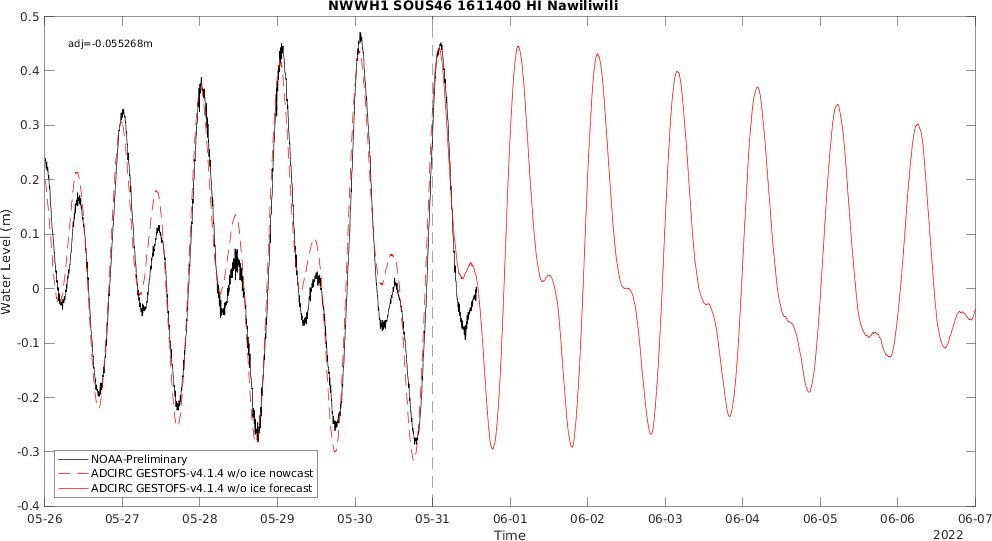 NWWH1 SOUS46 1611400 HI Nawiliwili
adj=-0.055268m
0.5
0.4
0.3
0.2
0.1
0
-0.1
-0.2
-0.3
-0.4
Water Level (m)
NOAA-Preliminary
ADCIRC GESTOFS-v4.1.4 w/o ice nowcast
ADCIRC GESTOFS-v4.1.4 w/o ice forecast
05-26 05-27 05-28 05-29 05-30 05-31 06-01 06-02 06-03 06-04 06-05 06-06 06-07
Time
2022